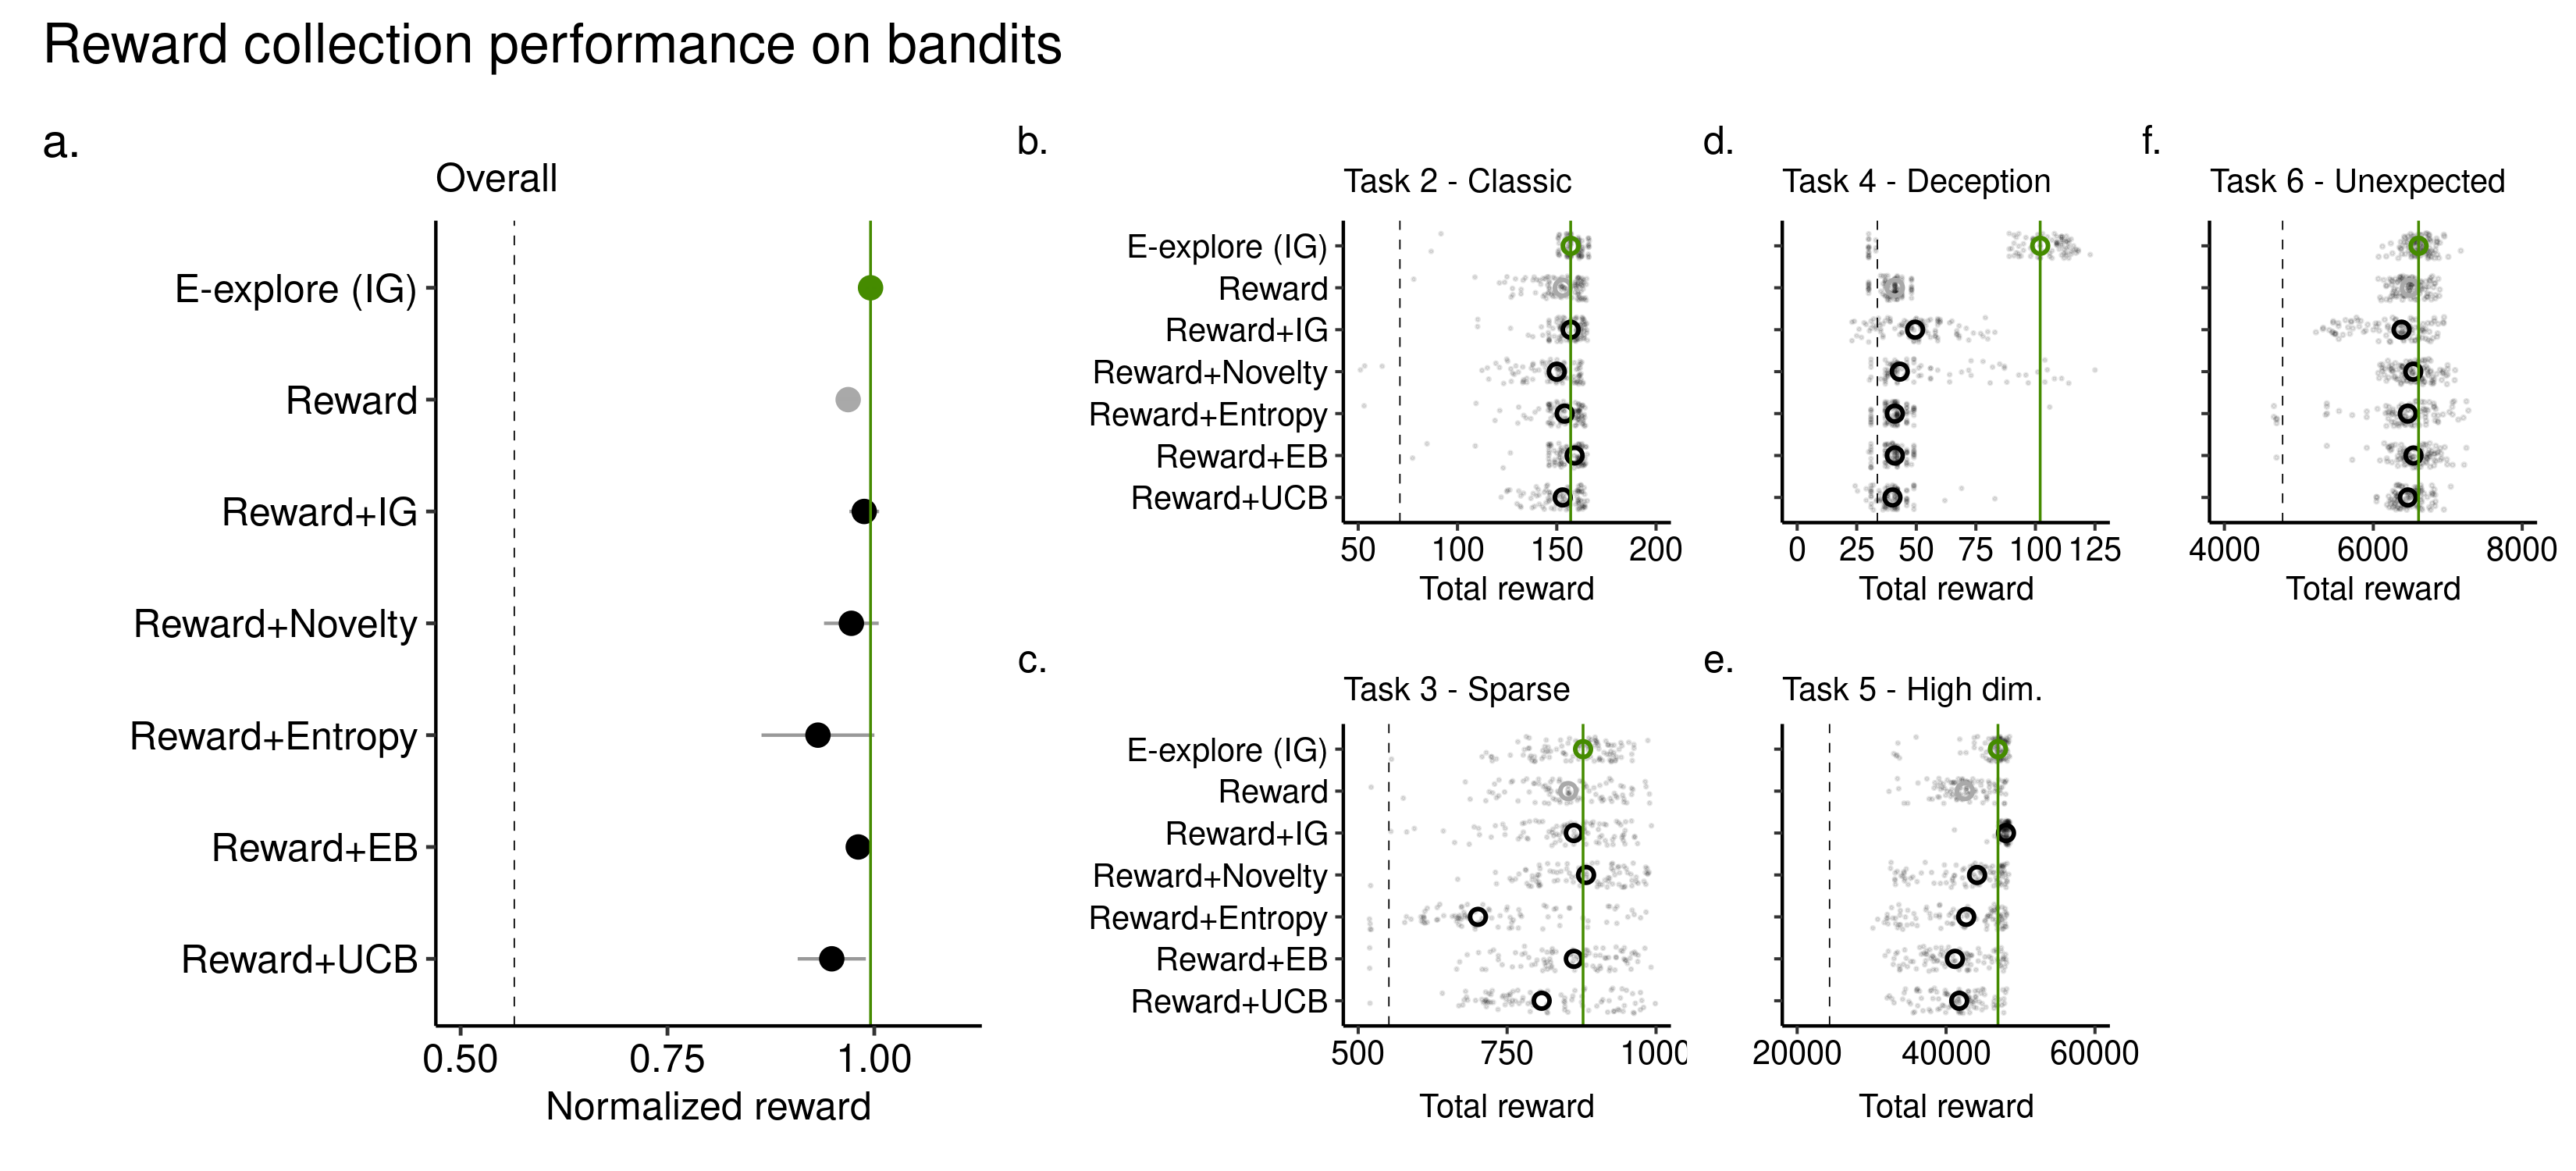 Reward collection performance on bandits
a.
Overall
E-explore (IG)
Reward
Reward+IG
Reward+Novelty
Reward+Entropy
Reward+EB
Reward+UCB
0.50 0.75 1.00
Normalized reward
b.
Task 2 - Classic
E-explore (IG)
Reward
Reward+IG
Reward+Novelty
Reward+Entropy
Reward+EB
Reward+UCB
50 100 150 200
Total reward
c.
Task 3 - Sparse
E-explore (IG)
Reward
Reward+IG
Reward+Novelty
Reward+Entropy
Reward+EB
Reward+UCB
500 750 1000
Total reward
d.
Task 4 - Deception
0 25 50 75 100 125
Total reward
e.
Task 5 - High dim.
20000 40000 60000
Total reward
f.
Task 6 - Unexpected
4000 6000 8000
Total reward